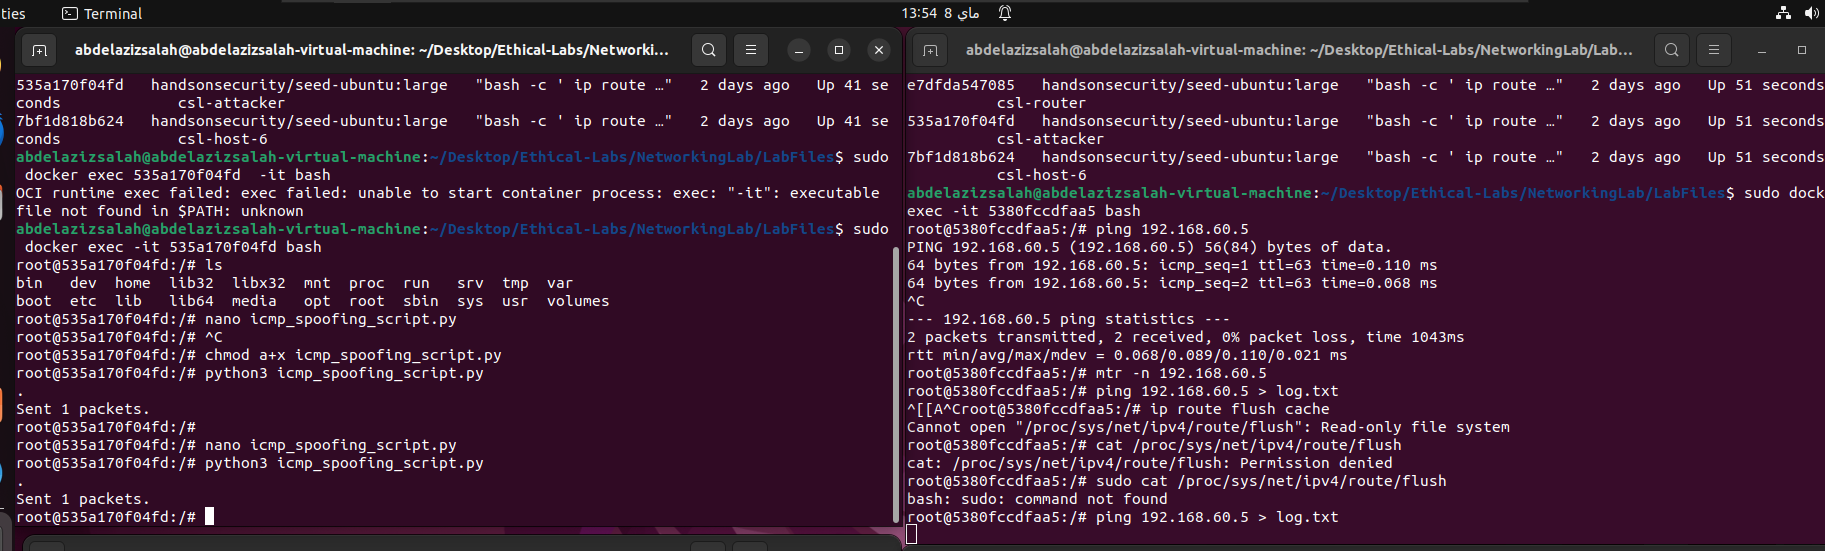 ties
Terminal
13:54 8 ماي
abdelazizsalah@abdelazizsalah-virtual-machine: ~/Desktop/Ethical-Labs/Networki...
535a170f04fd   handsonsecurity/seed-ubuntu:large   "bash -c ' ip route …"   2 days ago   Up 41 se
conds             csl-attacker
7bf1d818b624   handsonsecurity/seed-ubuntu:large   "bash -c ' ip route …"   2 days ago   Up 41 se
conds             csl-host-6
abdelazizsalah@abdelazizsalah-virtual-machine:~/Desktop/Ethical-Labs/NetworkingLab/LabFiles$ sudo
 docker exec 535a170f04fd  -it bash
OCI runtime exec failed: exec failed: unable to start container process: exec: "-it": executable
file not found in $PATH: unknown
abdelazizsalah@abdelazizsalah-virtual-machine:~/Desktop/Ethical-Labs/NetworkingLab/LabFiles$ sudo
 docker exec -it 535a170f04fd bash
root@535a170f04fd:/# ls
bin   dev  home  lib32  libx32  mnt  proc  run   srv  tmp  var
boot  etc  lib   lib64  media   opt  root  sbin  sys  usr  volumes
root@535a170f04fd:/# nano icmp_spoofing_script.py
root@535a170f04fd:/# ^C
root@535a170f04fd:/# chmod a+x icmp_spoofing_script.py
root@535a170f04fd:/# python3 icmp_spoofing_script.py
.
Sent 1 packets.
root@535a170f04fd:/#
root@535a170f04fd:/# nano icmp_spoofing_script.py
root@535a170f04fd:/# python3 icmp_spoofing_script.py
.
Sent 1 packets.
root@535a170f04fd:/#
abdelazizsalah@abdelazizsalah-virtual-machine: ~/Desktop/Ethical-Labs/NetworkingLab/Lab...
e7dfda547085   handsonsecurity/seed-ubuntu:large   "bash -c ' ip route …"   2 days ago   Up 51 seconds
          csl-router
535a170f04fd   handsonsecurity/seed-ubuntu:large   "bash -c ' ip route …"   2 days ago   Up 51 seconds
          csl-attacker
7bf1d818b624   handsonsecurity/seed-ubuntu:large   "bash -c ' ip route …"   2 days ago   Up 51 seconds
          csl-host-6
abdelazizsalah@abdelazizsalah-virtual-machine:~/Desktop/Ethical-Labs/NetworkingLab/LabFiles$ sudo dock
exec -it 5380fccdfaa5 bash
root@5380fccdfaa5:/# ping 192.168.60.5
PING 192.168.60.5 (192.168.60.5) 56(84) bytes of data.
64 bytes from 192.168.60.5: icmp_seq=1 ttl=63 time=0.110 ms
64 bytes from 192.168.60.5: icmp_seq=2 ttl=63 time=0.068 ms
^C
--- 192.168.60.5 ping statistics ---
2 packets transmitted, 2 received, 0% packet loss, time 1043ms
rtt min/avg/max/mdev = 0.068/0.089/0.110/0.021 ms
root@5380fccdfaa5:/# mtr -n 192.168.60.5
root@5380fccdfaa5:/# ping 192.168.60.5 > log.txt
^[[A^Croot@5380fccdfaa5:/# ip route flush cache
Cannot open "/proc/sys/net/ipv4/route/flush": Read-only file system
root@5380fccdfaa5:/# cat /proc/sys/net/ipv4/route/flush
cat: /proc/sys/net/ipv4/route/flush: Permission denied
root@5380fccdfaa5:/# sudo cat /proc/sys/net/ipv4/route/flush
bash: sudo: command not found
root@5380fccdfaa5:/# ping 192.168.60.5 > log.txt